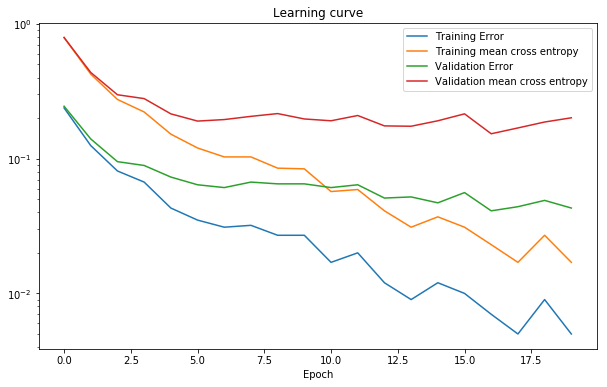 Learning curve
10⁰
10⁻¹
10⁻²
Training Error
Training mean cross entropy
Validation Error
Validation mean cross entropy
0.0 2.5 5.0 7.5 10.0 12.5 15.0 17.5
Epoch